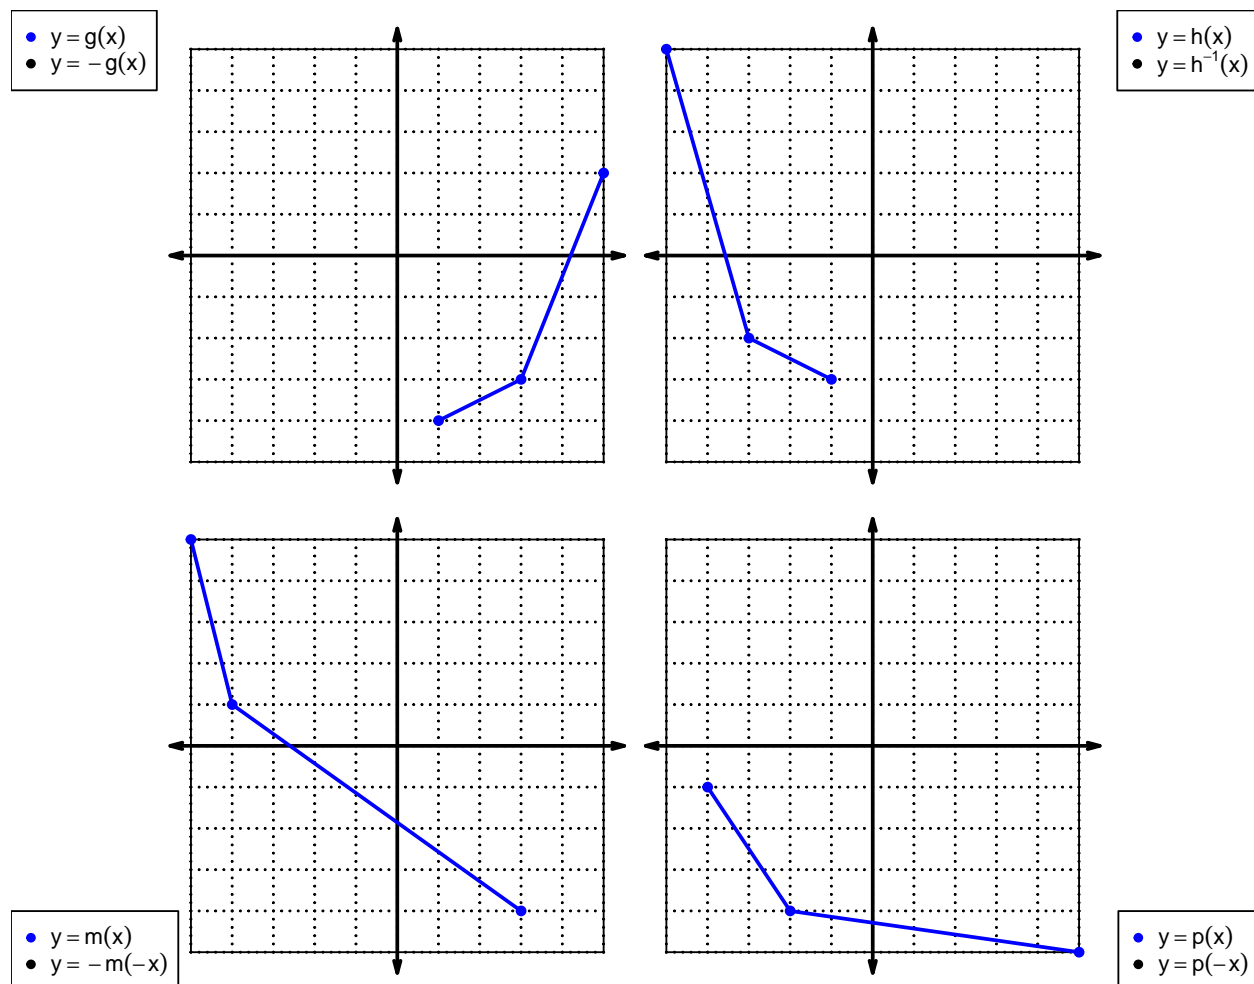 y = g(x)
y = −g(x)
y = h(x)
y = h⁻¹(x)
y = m(x)
y = −m(−x)
y = p(x)
y = p(−x)